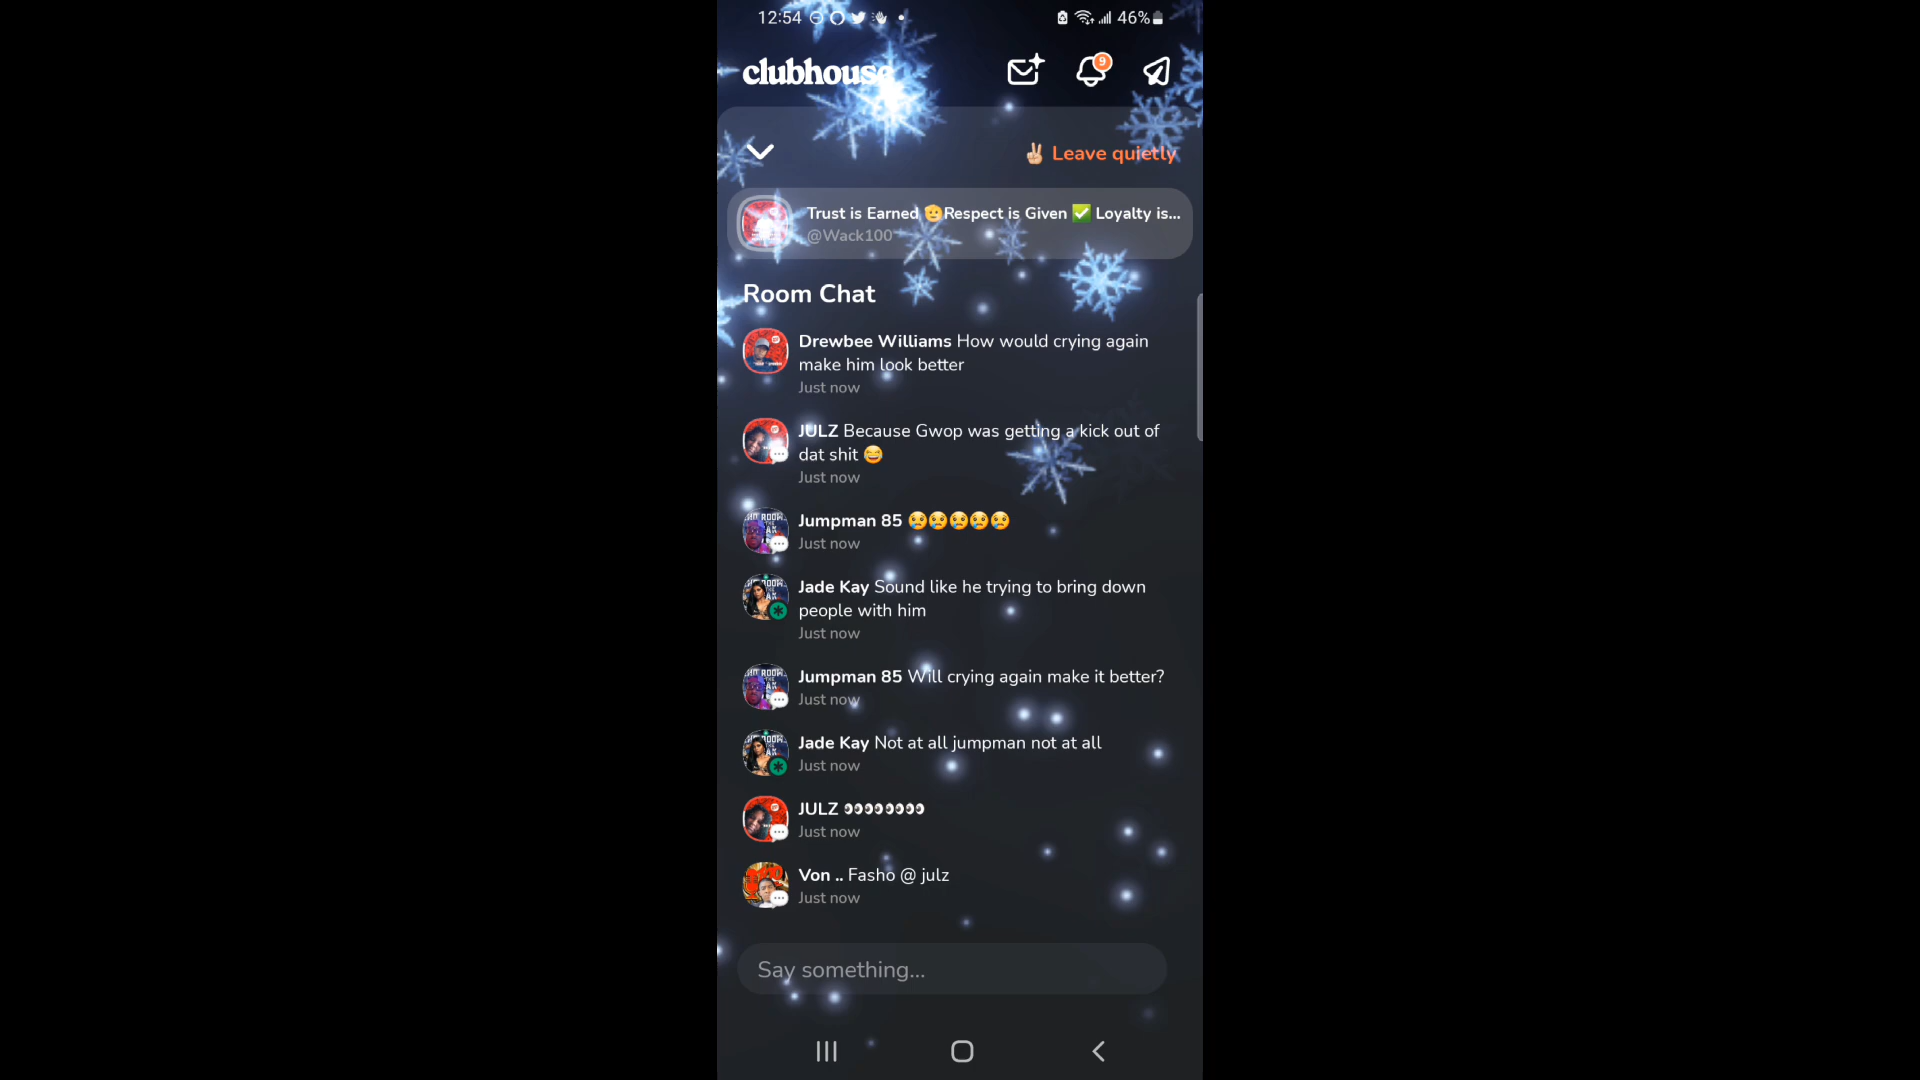 12:54
46%
clubhouse
9
✌🏼 Leave quietly
Trust is Earned 🫡Respect is Given ✅ Loyalty is...
@Wack100
Room Chat
Drewbee Williams How would crying again
make him look better
Just now
JULZ Because Gwop was getting a kick out of
dat shit 😂
Just now
Jumpman 85 😢😢😢😢😢
Just now
Jade Kay Sound like he trying to bring down
people with him
Just now
Jumpman 85 Will crying again make it better?
Just now
Jade Kay Not at all jumpman not at all
Just now
JULZ 👀👀👀👀👀👀👀👀
Just now
Von .. Fasho @ julz
Just now
Say something...